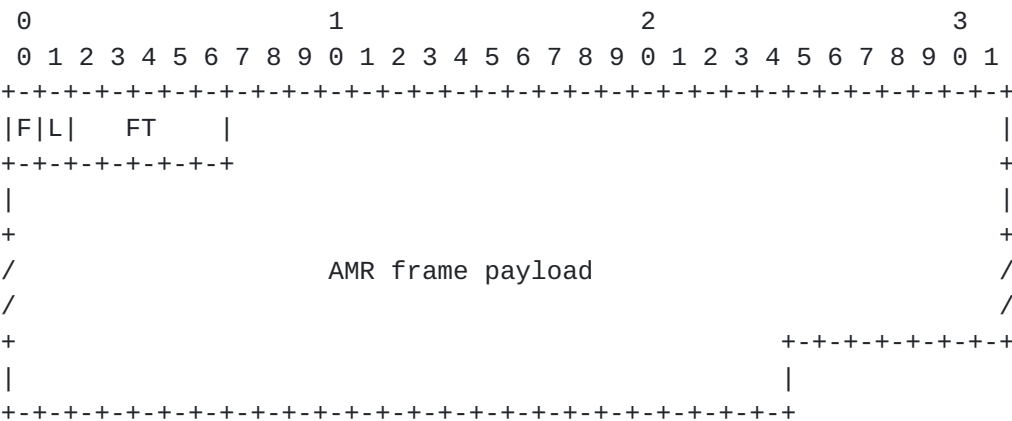 0                   1                   2                   3
 0 1 2 3 4 5 6 7 8 9 0 1 2 3 4 5 6 7 8 9 0 1 2 3 4 5 6 7 8 9 0 1
+-+-+-+-+-+-+-+-+-+-+-+-+-+-+-+-+-+-+-+-+-+-+-+-+-+-+-+-+-+-+-+-+
|F|L|   FT    |                                                 |
+-+-+-+-+-+-+-+                                                 +
|                                                               |
+                                                               +
/                    AMR frame payload                          /
/                                                               /
+                                                 +-+-+-+-+-+-+-+
|                                                 |
+-+-+-+-+-+-+-+-+-+-+-+-+-+-+-+-+-+-+-+-+-+-+-+-+-+